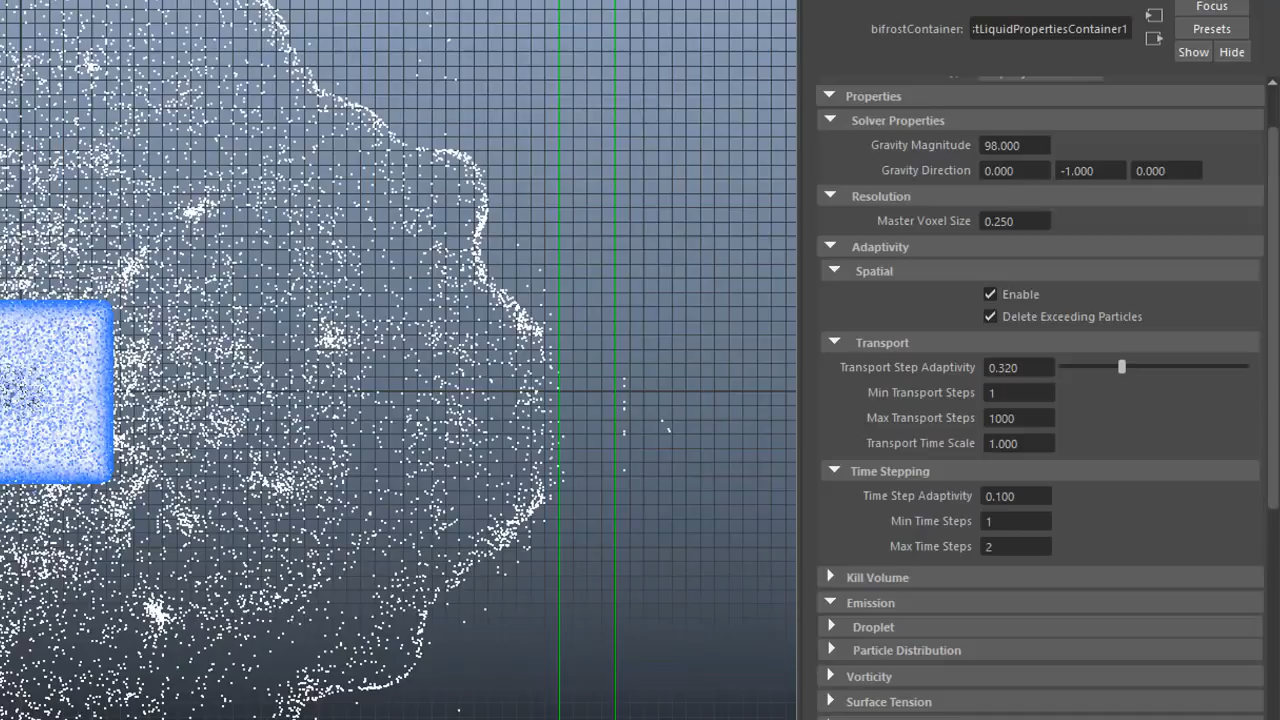 Focus
bifrostContainer: :tLiquidPropertiesContainer1
Presets
Show Hide
Properties
Solver Properties
Gravity Magnitude 98.000
Gravity Direction 0.000 -1.000 0.000
Resolution
Master Voxel Size 0.250
Adaptivity
Spatial
Enable
Delete Exceeding Particles
Transport
Transport Step Adaptivity 0.320
Min Transport Steps 1
Max Transport Steps 1000
Transport Time Scale 1.000
Time Stepping
Time Step Adaptivity 0.100
Min Time Steps 1
Max Time Steps 2
Kill Volume
Emission
Droplet
Particle Distribution
Vorticity
Surface Tension